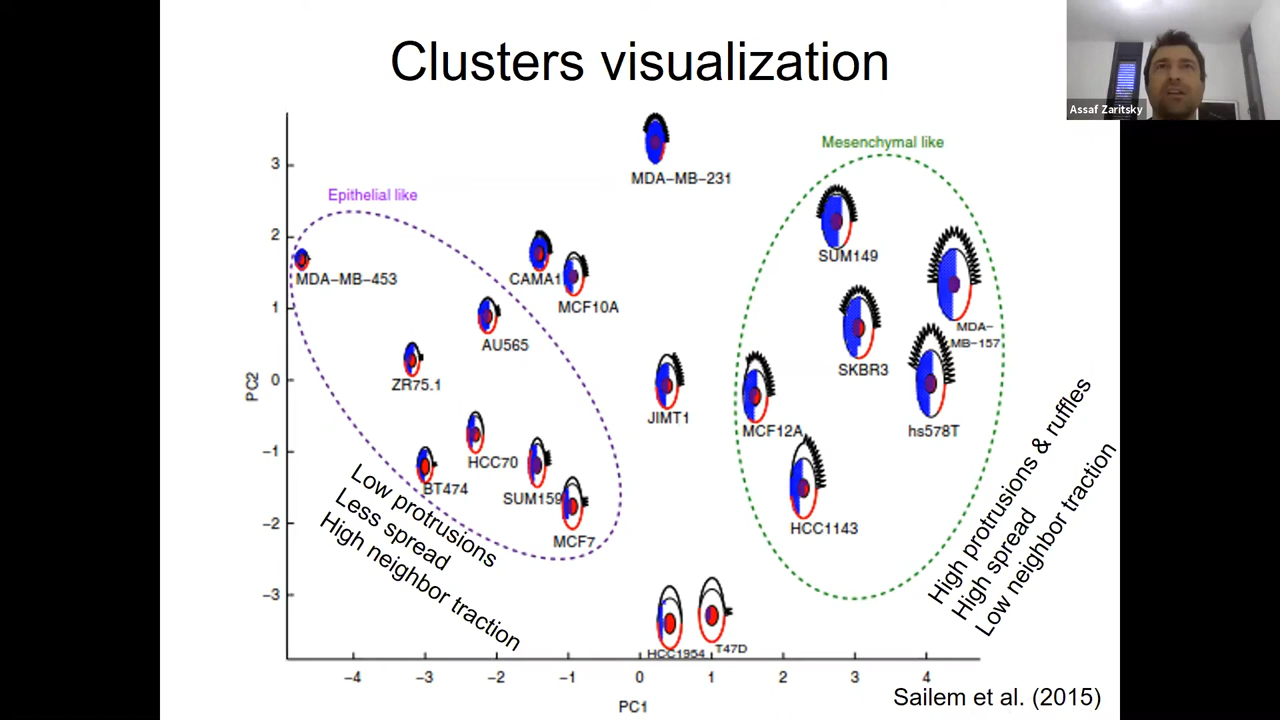 Clusters visualization
Assaf Zaritsky
Mesenchymal like
Epithelial like
MDA−MB−231
SUM149
MDA−MB−453
CAMA1
MCF10A
MDA−
MB−157
AU565
SKBR3
ZR75.1
JIMT1
MCF12A
hs578T
HCC70
BT474
SUM159
MCF7
HCC1143
HCC1954
T47D
Low protrusions
Less spread
High neighbor traction
High protrusions & ruffles
High spread
Low neighbor traction
PC2
3
2
1
0
−1
−2
−3
−4
−3
−2
−1
0
1
2
3
4
PC1
Sailem et al. (2015)